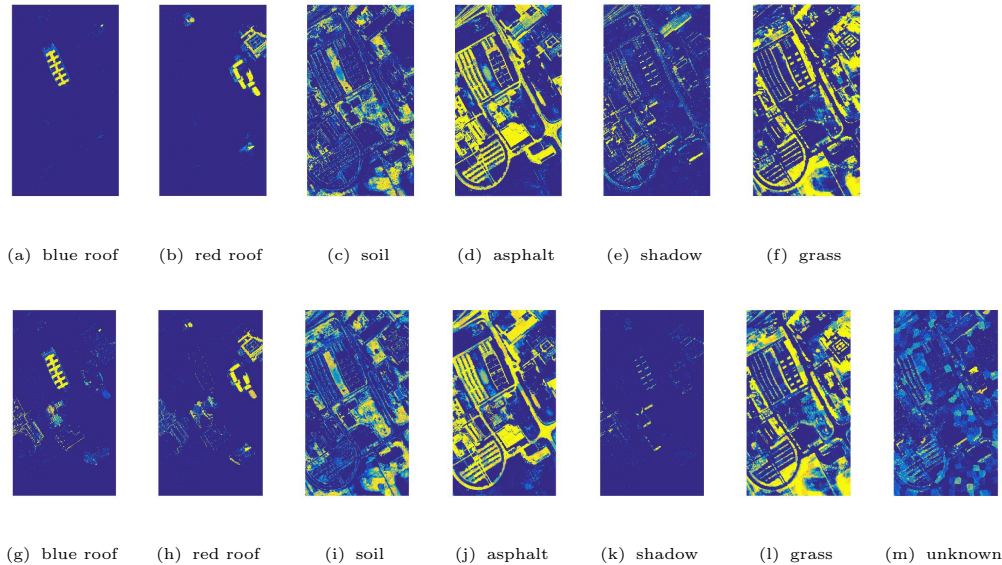 (a) blue roof (b) red roof (c) soil (d) asphalt (e) shadow (f) grass
(g) blue roof (h) red roof (i) soil (j) asphalt (k) shadow (l) grass (m) unknown